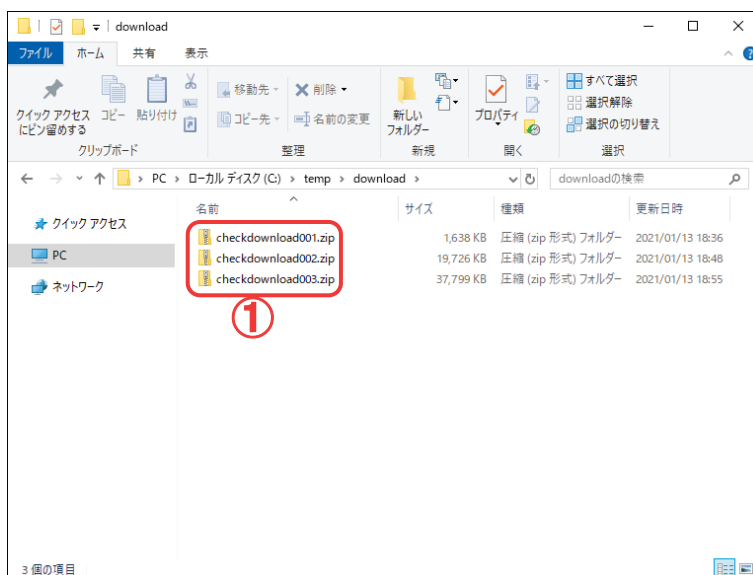 download
ファイル ホーム 共有 表示
クイック アクセス にピン留めする
コピー
貼り付け
移動先
コピー先
削除
名前の変更
新しい フォルダー
プロパティ
すべて選択
選択解除
選択の切り替え
クリップボード 整理 新規 開く 選択
PC › ローカル ディスク (C:) › temp › download ›
downloadの検索
クイック アクセス
PC
ネットワーク
名前 サイズ 種類 更新日時
checkdownload001.zip 1,638 KB 圧縮 (zip 形式) フォルダー 2021/01/13 18:36
checkdownload002.zip 19,726 KB 圧縮 (zip 形式) フォルダー 2021/01/13 18:48
checkdownload003.zip 37,799 KB 圧縮 (zip 形式) フォルダー 2021/01/13 18:55
①
3 個の項目